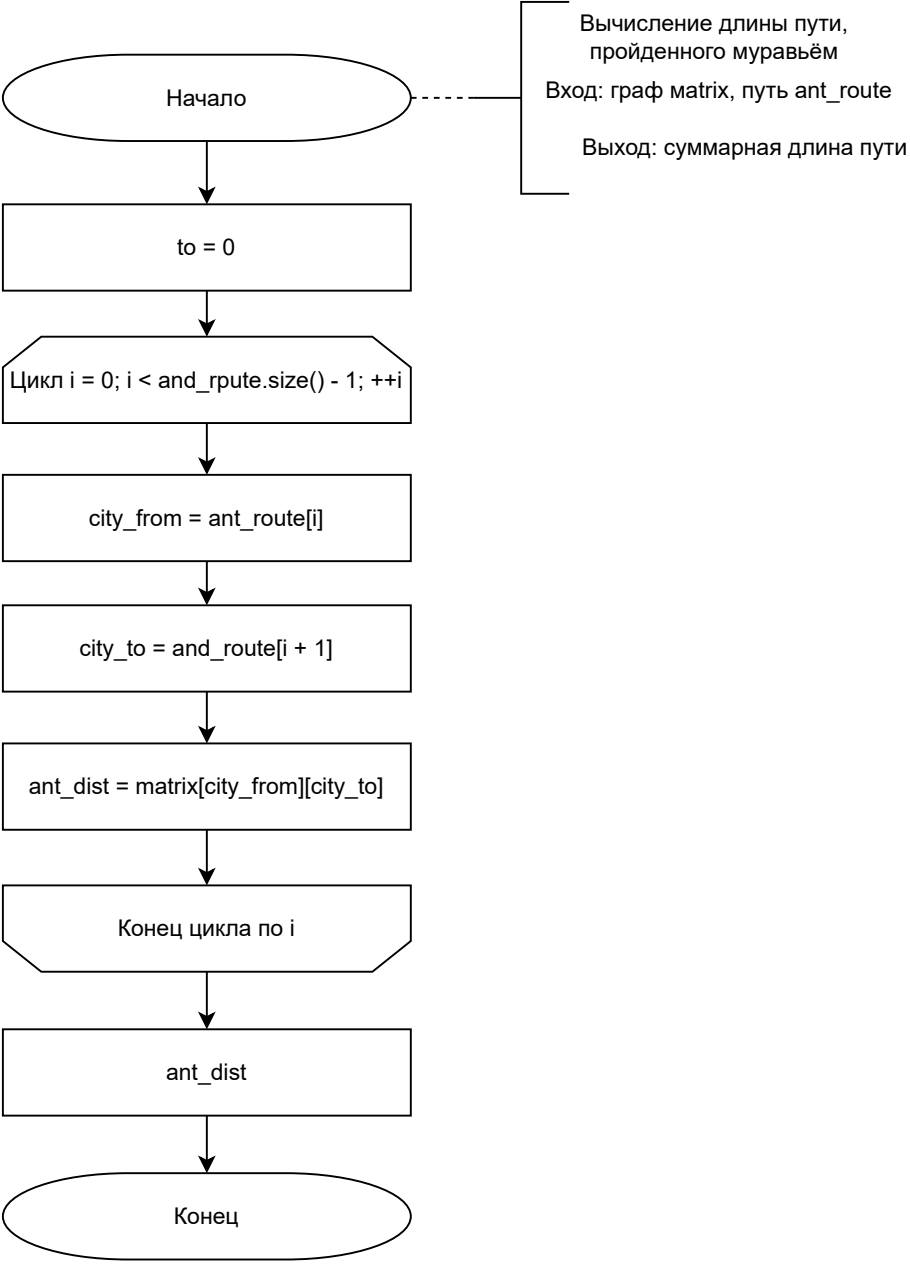 Вычисление длины пути,
пройденного муравьём
Вход: граф matrix, путь ant_route
Выход: суммарная длина пути
Начало
to = 0
Цикл i = 0; i < and_rpute.size() - 1; ++i
city_from = ant_route[i]
city_to = and_route[i + 1]
ant_dist = matrix[city_from][city_to]
Конец цикла по i
ant_dist
Конец